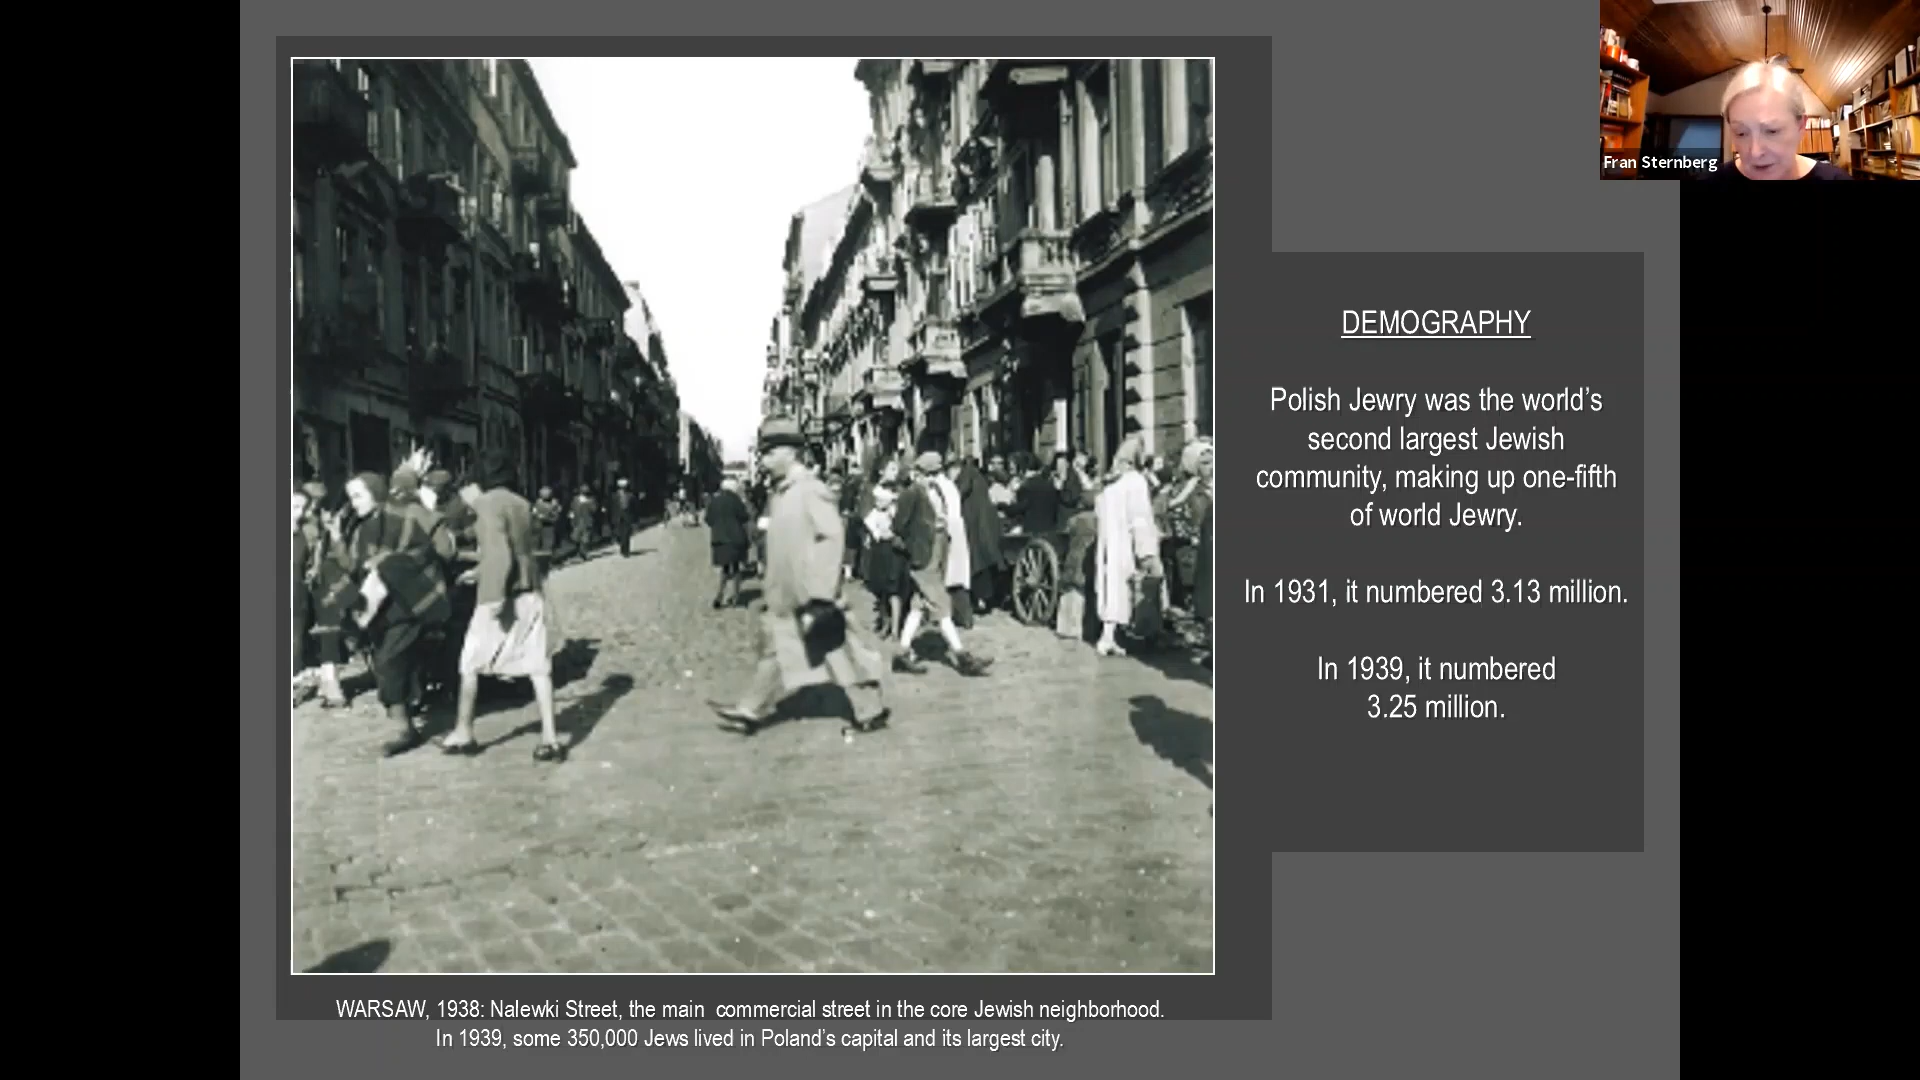 Fran Sternberg
DEMOGRAPHY
Polish Jewry was the world’s
second largest Jewish
community, making up one-fifth
of world Jewry.
In 1931, it numbered 3.13 million.
In 1939, it numbered
3.25 million.
WARSAW, 1938: Nalewki Street, the main commercial street in the core Jewish neighborhood.
In 1939, some 350,000 Jews lived in Poland’s capital and its largest city.